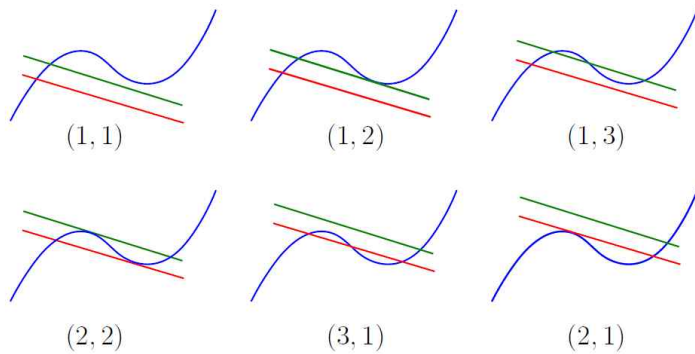 (1, 1) (1, 2) (1, 3)
(2, 2) (3, 1) (2, 1)